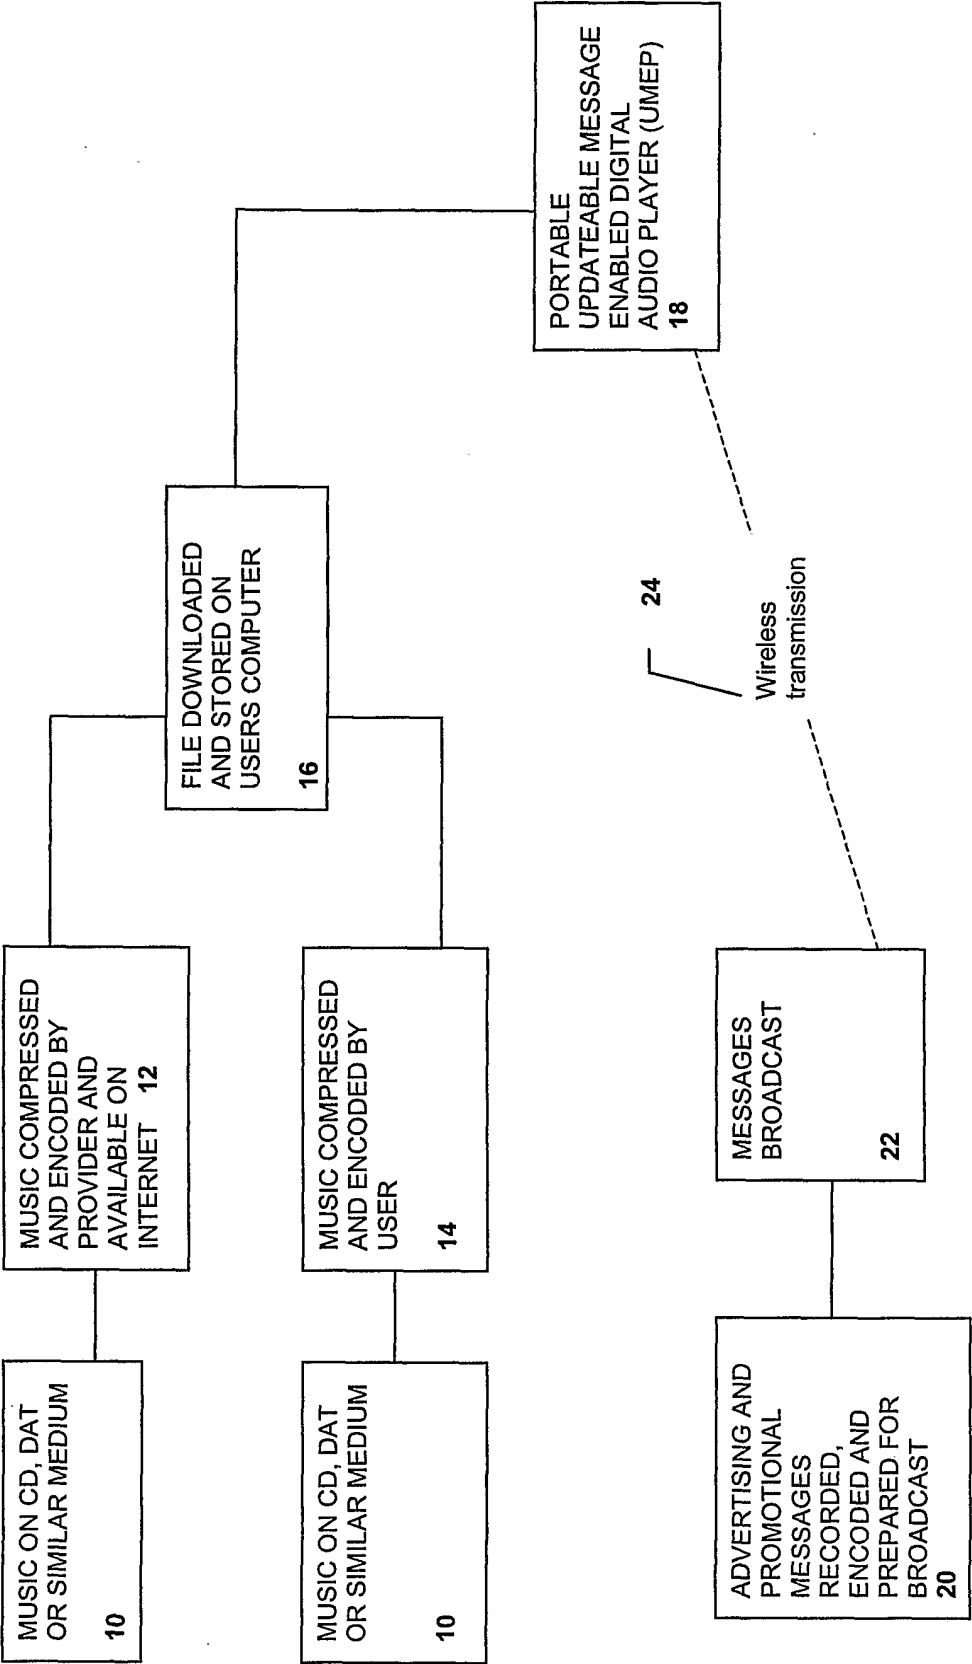 MUSIC ON CD, DAT
OR SIMILAR MEDIUM
10
MUSIC COMPRESSED
AND ENCODED BY
PROVIDER AND
AVAILABLE ON
INTERNET 12
FILE DOWNLOADED
AND STORED ON
USERS COMPUTER
16
MUSIC ON CD, DAT
OR SIMILAR MEDIUM
10
MUSIC COMPRESSED
AND ENCODED BY
USER
14
PORTABLE
UPDATEABLE MESSAGE
ENABLED DIGITAL
AUDIO PLAYER (UMEP)
18
24
Wireless
transmission
ADVERTISING AND
PROMOTIONAL
MESSAGES
RECORDED,
ENCODED AND
PREPARED FOR
BROADCAST
20
MESSAGES
BROADCAST
22